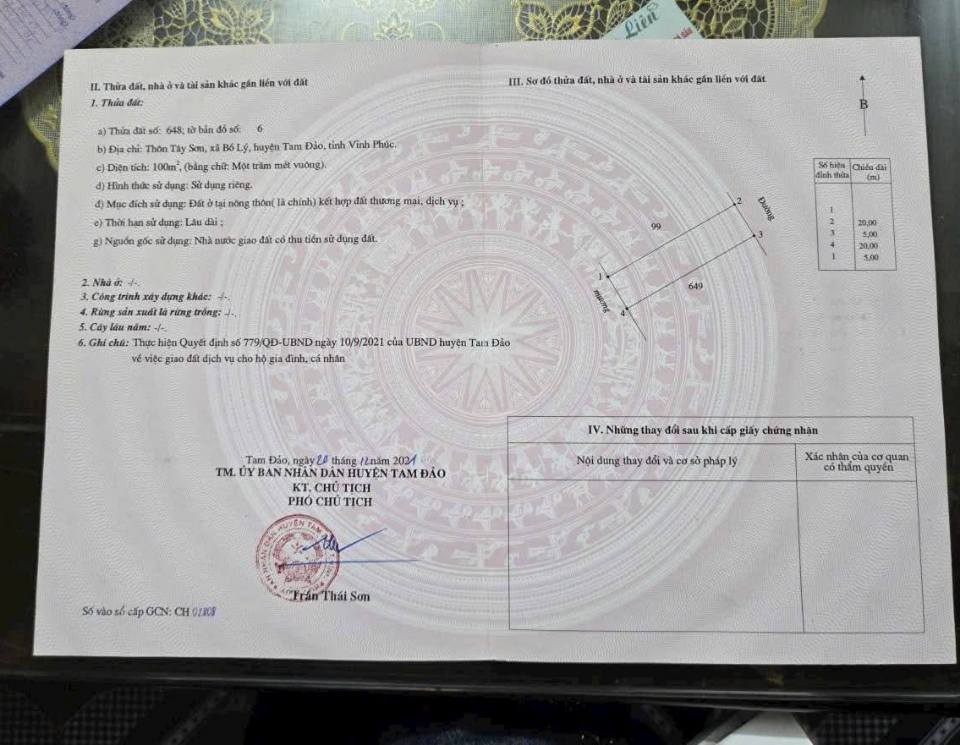 Liên
II. Thửa đất, nhà ở và tài sản khác gắn liền với đất
1. Thửa đất:
a) Thửa đất số: 648; tờ bản đồ số: 6
b) Địa chỉ: Thôn Tây Sơn, xã Bồ Lý, huyện Tam Đảo, tỉnh Vĩnh Phúc.
c) Diện tích: 100m², (bằng chữ: Một trăm mét vuông).
d) Hình thức sử dụng: Sử dụng riêng.
đ) Mục đích sử dụng: Đất ở tại nông thôn( là chính) kết hợp đất thương mại, dịch vụ ;
e) Thời hạn sử dụng: Lâu dài ;
g) Nguồn gốc sử dụng: Nhà nước giao đất có thu tiền sử dụng đất.
2. Nhà ở: -/-.
3. Công trình xây dựng khác: -/-.
4. Rừng sản xuất là rừng trồng: -/-.
5. Cây lâu năm: -/-.
6. Ghi chú: Thực hiện Quyết định số 779/QĐ-UBND ngày 10/9/2021 của UBND huyện Tam Đảo
về việc giao đất dịch vụ cho hộ gia đình, cá nhân
Tam Đảo, ngày 20 tháng 12 năm 2021
TM. ỦY BAN NHÂN DÂN HUYỆN TAM ĐẢO
KT. CHỦ TỊCH
PHÓ CHỦ TỊCH
Trần Thái Sơn
Số vào sổ cấp GCN: CH
III. Sơ đồ thửa đất, nhà ở và tài sản khác gắn liền với đất
B
Số hiệu đỉnh thửa Chiều dài (m)
1
2 20,00
3 5,00
4 20,00
1 5,00
2
Đường
99
3
1
649
mương
4
IV. Những thay đổi sau khi cấp giấy chứng nhận
Nội dung thay đổi và cơ sở pháp lý
Xác nhận của cơ quan
có thẩm quyền